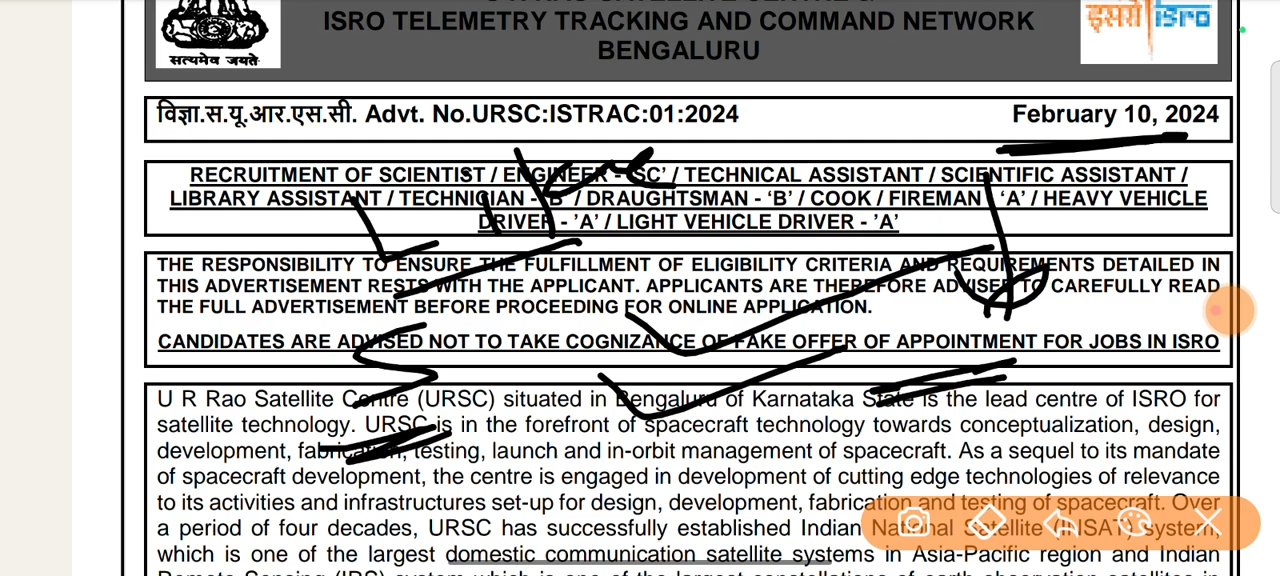 ISRO TELEMETRY TRACKING AND COMMAND NETWORK
BENGALURU
सत्यमेव जयते
इसरो isro
विज्ञा.स.यू.आर.एस.सी. Advt. No.URSC:ISTRAC:01:2024 February 10, 2024
RECRUITMENT OF SCIENTIST / ENGINEER - 'SC' / TECHNICAL ASSISTANT / SCIENTIFIC ASSISTANT /
LIBRARY ASSISTANT / TECHNICIAN - 'B' / DRAUGHTSMAN - 'B' / COOK / FIREMAN - 'A' / HEAVY VEHICLE
DRIVER - 'A' / LIGHT VEHICLE DRIVER - 'A'
THE RESPONSIBILITY TO ENSURE THE FULFILLMENT OF ELIGIBILITY CRITERIA AND REQUIREMENTS DETAILED IN
THIS ADVERTISEMENT RESTS WITH THE APPLICANT. APPLICANTS ARE THEREFORE ADVISED TO CAREFULLY READ
THE FULL ADVERTISEMENT BEFORE PROCEEDING FOR ONLINE APPLICATION.
CANDIDATES ARE ADVISED NOT TO TAKE COGNIZANCE OF FAKE OFFER OF APPOINTMENT FOR JOBS IN ISRO
U R Rao Satellite Centre (URSC) situated in Bengaluru of Karnataka State is the lead centre of ISRO for
satellite technology. URSC is in the forefront of spacecraft technology towards conceptualization, design,
development, fabrication, testing, launch and in-orbit management of spacecraft. As a sequel to its mandate
of spacecraft development, the centre is engaged in development of cutting edge technologies of relevance
to its activities and infrastructures set-up for design, development, fabrication and testing of spacecraft. Over
a period of four decades, URSC has successfully established Indian National Satellite (INSAT) system,
which is one of the largest domestic communication satellite systems in Asia-Pacific region and Indian